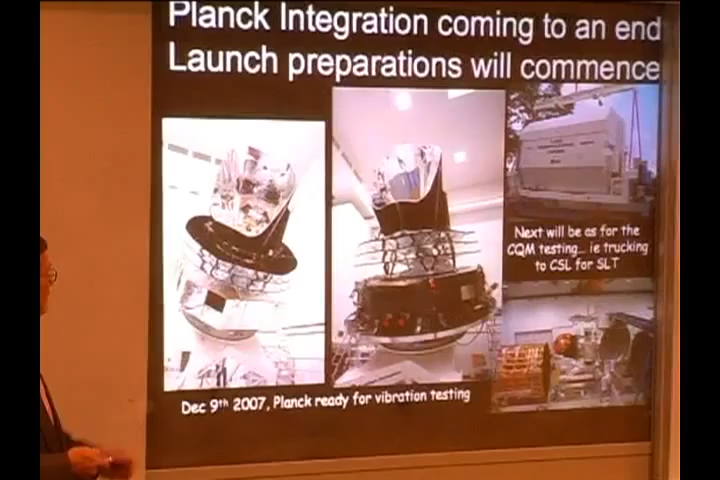 Planck Integration coming to an end
Launch preparations will commence
Next will be as for the
CQM testing... ie trucking
to CSL for SLT
Dec 9th 2007, Planck ready for vibration testing